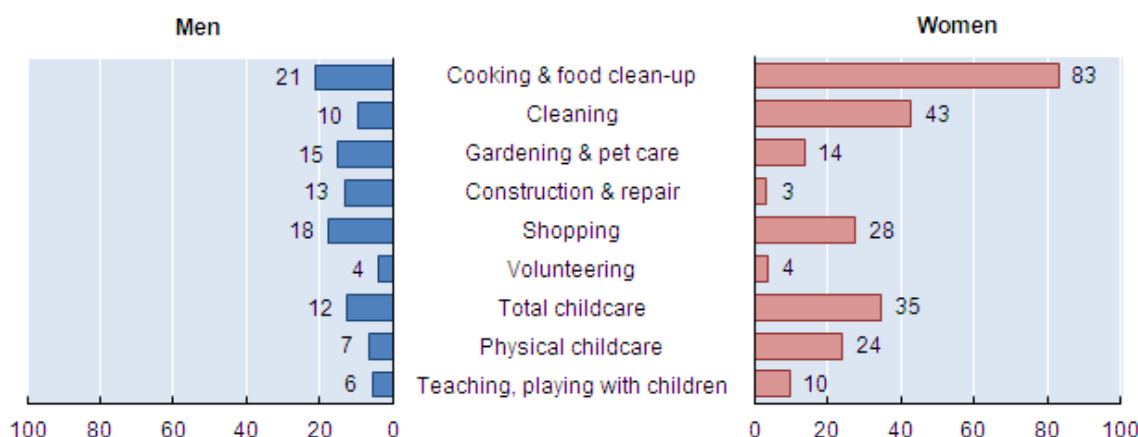 Men Women
21 Cooking & food clean-up 83
10 Cleaning 43
15 Gardening & pet care 14
13 Construction & repair 3
18 Shopping 28
4 Volunteering 4
12 Total childcare 35
7 Physical childcare 24
6 Teaching, playing with children 10
100 80 60 40 20 0 0 20 40 60 80 100